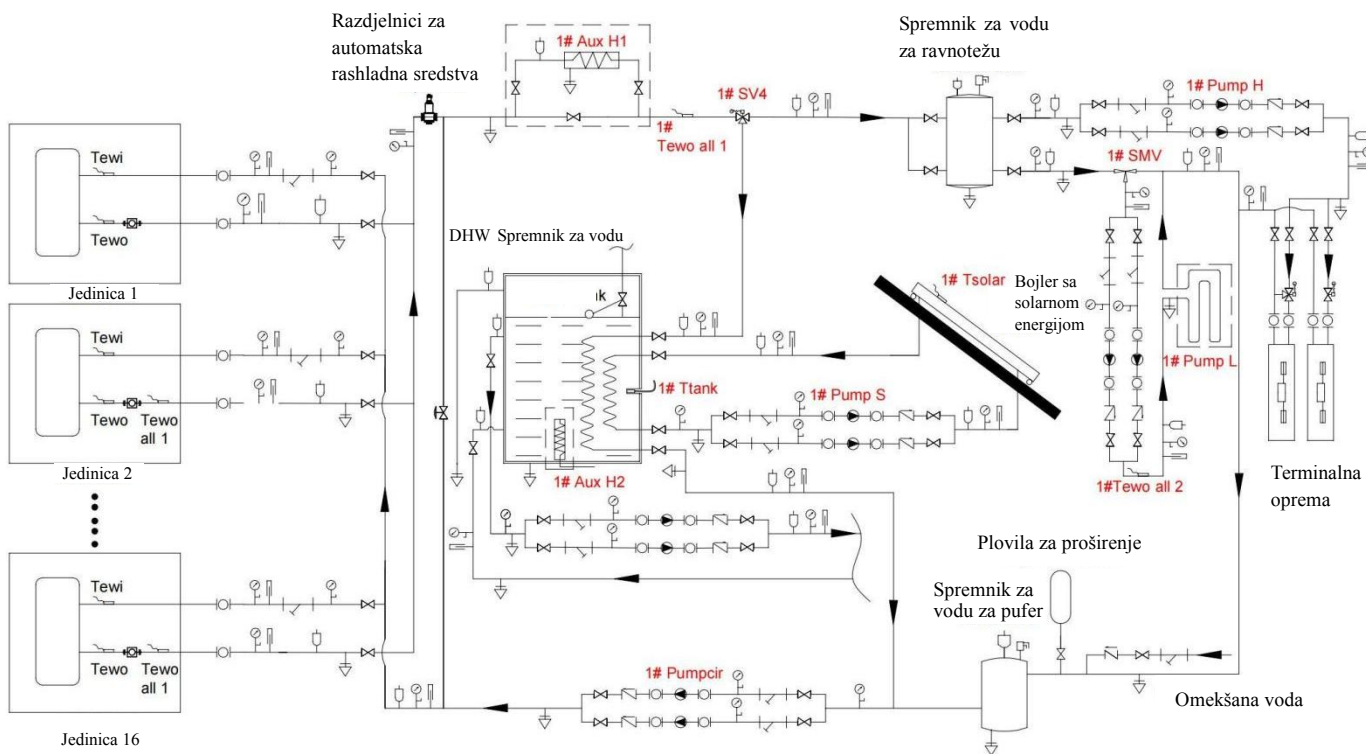 Razdjelnici za
automatska
rashladna sredstva
1# Aux H1
1# SV4
Spremnik za vodu
za ravnotežu
1# Pump H
1#
Tewo all 1
1# SMV
Tewi
Tewo
Jedinica 1
DHW Spremnik za vodu
1# Tsolar
Bojler sa
solarnom
energijom
Tewi
Tewo
Tewo
all 1
Jedinica 2
1# Ttank
1# Pump S
1# Pump L
1# Aux H2
1#Tewo all 2
Terminalna
oprema
Plovila za proširenje
Spremnik za
vodu za pufer
Tewi
Tewo
Tewo
all 1
Jedinica 16
1# Pumpcir
Omekšana voda